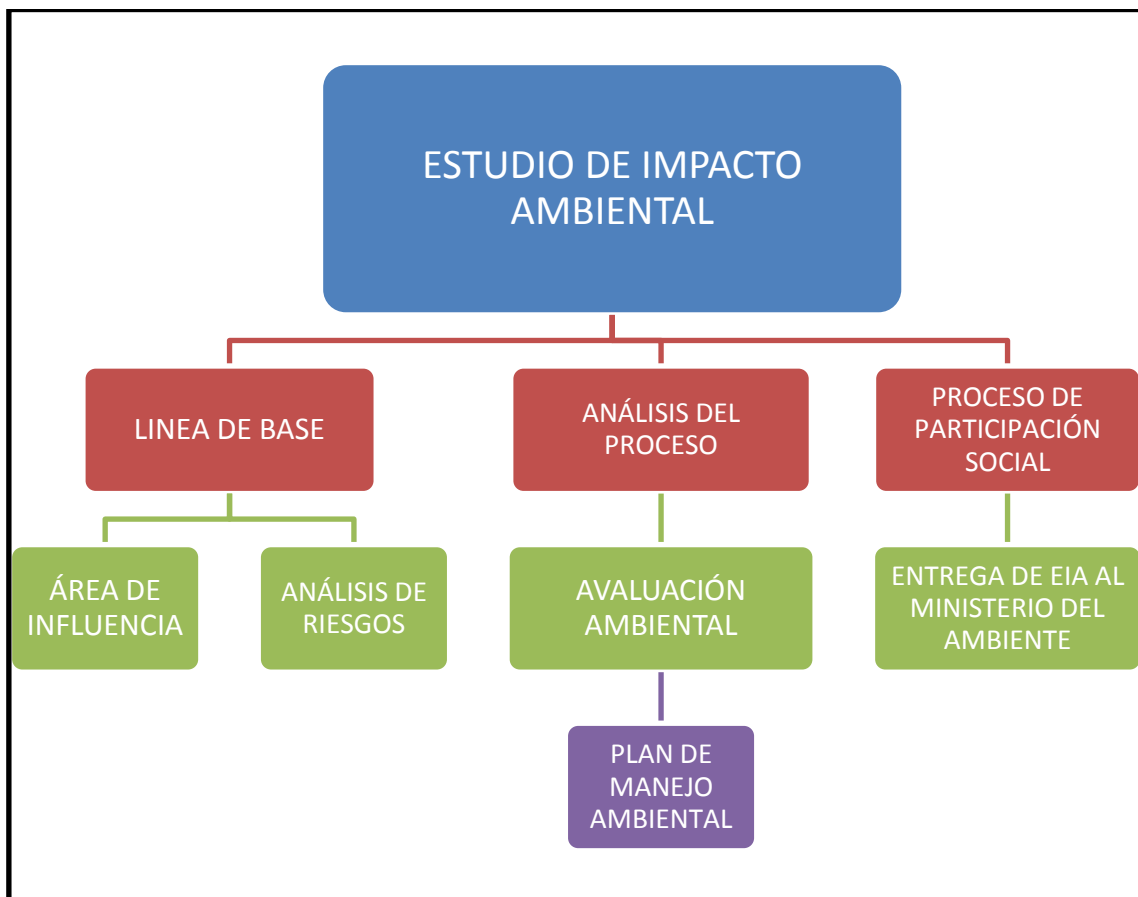 ESTUDIO DE IMPACTO
AMBIENTAL
LINEA DE BASE
ANÁLISIS DEL
PROCESO
PROCESO DE
PARTICIPACIÓN
SOCIAL
ÁREA DE
INFLUENCIA
ANÁLISIS DE
RIESGOS
AVALUACIÓN
AMBIENTAL
ENTREGA DE EIA AL
MINISTERIO DEL
AMBIENTE
PLAN DE
MANEJO
AMBIENTAL